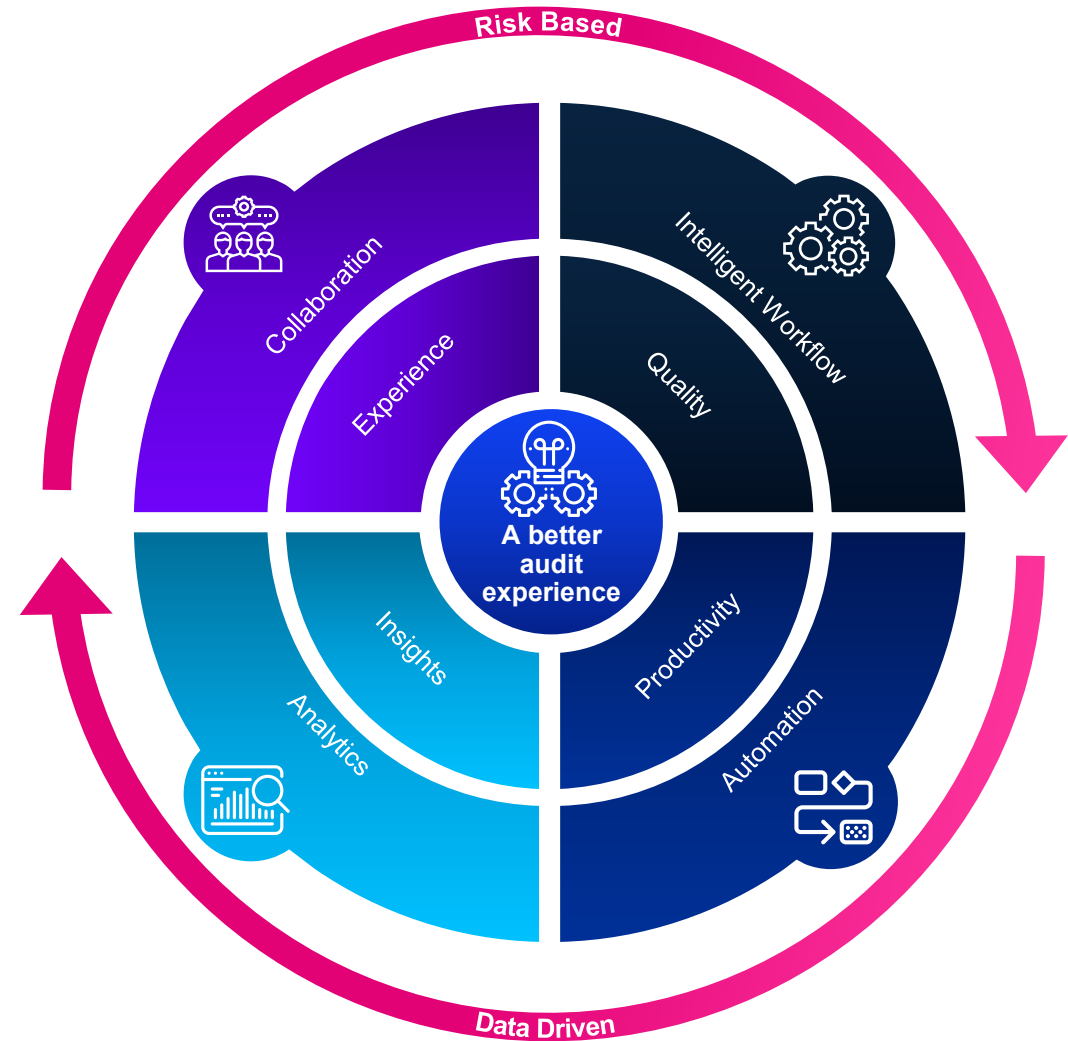 Risk Based
Collaboration
Intelligent Workflow
Experience
Quality
A better
audit
experience
Insights
Productivity
Analytics
Automation
Data Driven